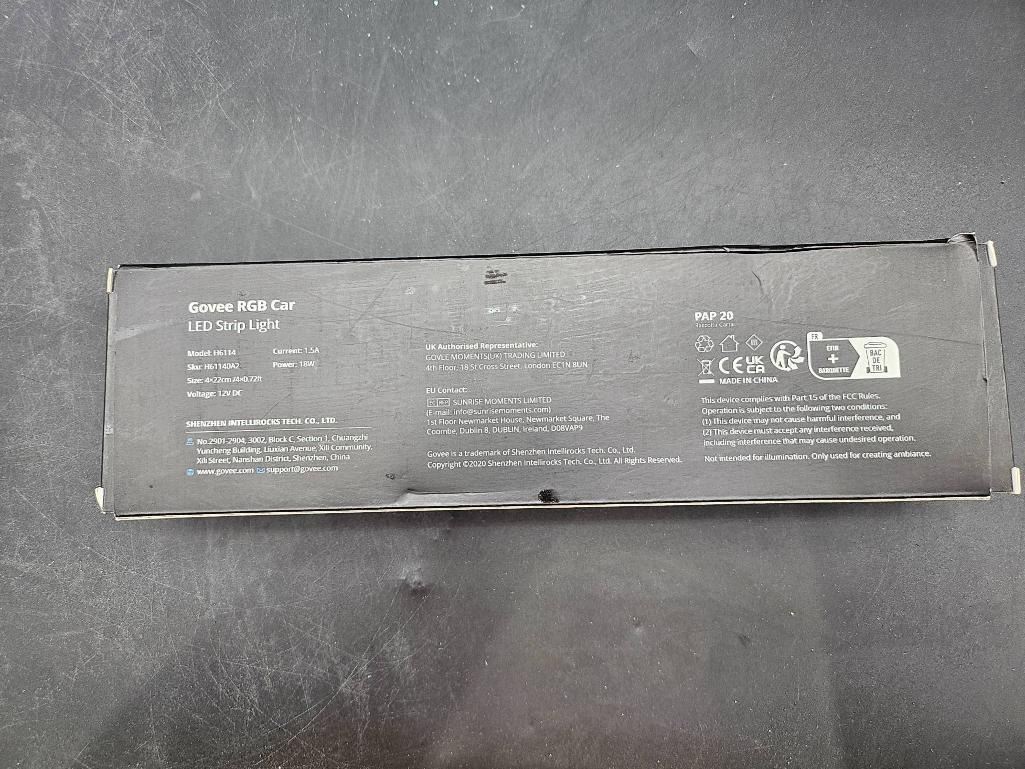 Govee RGB Car
LED Strip Light
Model: H6114
Current: 1.5A
Sku: H61140A2
Power: 18W
Size: 4×22cm /4×0.72ft
Voltage: 12V DC
SHENZHEN INTELLIROCKS TECH. CO., LTD.
No.2901-2904, 3002, Block C, Section 1, Chuangzhi
Yuncheng Building, Liuxian Avenue, Xili Community,
Xili Street, Nanshan District, Shenzhen, China
www.govee.com support@govee.com
UK Authorised Representative:
GOVEE MOMENTS(UK) TRADING LIMITED
4th Floor, 18 St Cross Street, London EC1N 8UN
EU Contact:
EC REP SUNRISE MOMENTS LIMITED
(E-mail: info@sunrisemoments.com)
1st Floor Newmarket House, Newmarket Square, The
Coombe, Dublin 8, DUBLIN, Ireland, D08VAP9
Govee is a trademark of Shenzhen Intellirocks Tech. Co., Ltd.
Copyright ©2020 Shenzhen Intellirocks Tech. Co., Ltd. All Rights Reserved.
PAP 20
Raccolta Carta
CE UK
CA
FR
ÉTUI
+
BARQUETTE
BAC
DE
TRI
MADE IN CHINA
This device complies with Part 15 of the FCC Rules.
Operation is subject to the following two conditions:
(1) This device may not cause harmful interference, and
(2) This device must accept any interference received,
including interference that may cause undesired operation.
Not intended for illumination. Only used for creating ambiance.